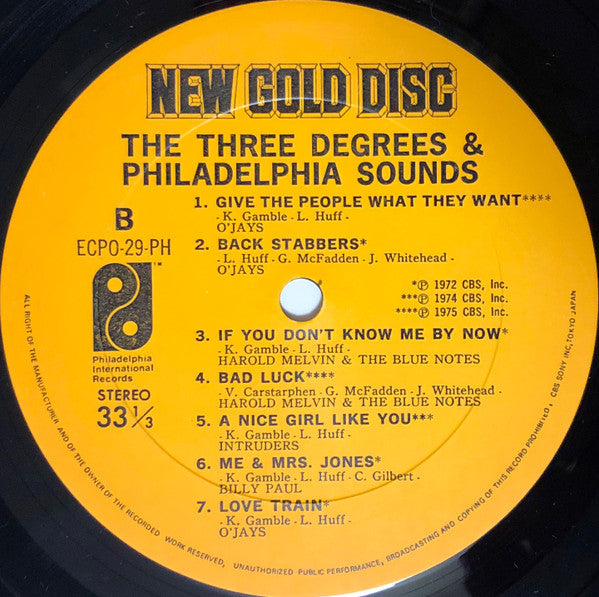 NEW GOLD DISC
THE THREE DEGREES &
PHILADELPHIA SOUNDS
B
ECPO-29-PH
1. GIVE THE PEOPLE WHAT THEY WANT****
- K. Gamble - L. Huff -
O'JAYS
2. BACK STABBERS*
- L. Huff - G. McFadden - J. Whitehead -
O'JAYS
*Ⓟ 1972 CBS, Inc.
***Ⓟ 1974 CBS, Inc.
****Ⓟ 1975 CBS, Inc.
TM
Philadelphia
International
Records
STEREO
33 1/3
3. IF YOU DON'T KNOW ME BY NOW*
- K. Gamble - L. Huff -
HAROLD MELVIN & THE BLUE NOTES
4. BAD LUCK****
- V. Carstarphen - G. McFadden - J. Whitehead -
HAROLD MELVIN & THE BLUE NOTES
5. A NICE GIRL LIKE YOU***
- K. Gamble - L. Huff -
INTRUDERS
6. ME & MRS. JONES*
- K. Gamble - L. Huff - C. Gilbert -
BILLY PAUL
7. LOVE TRAIN*
- K. Gamble - L. Huff -
O'JAYS
ALL RIGHT OF THE MANUFACTURER AND OF THE OWNER OF THE RECORDED WORK RESERVED, UNAUTHORIZED PUBLIC PERFORMANCE, BROADCASTING AND COPYING OF THIS RECORD PROHIBITED, CBS SONY INC, TOKYO JAPAN